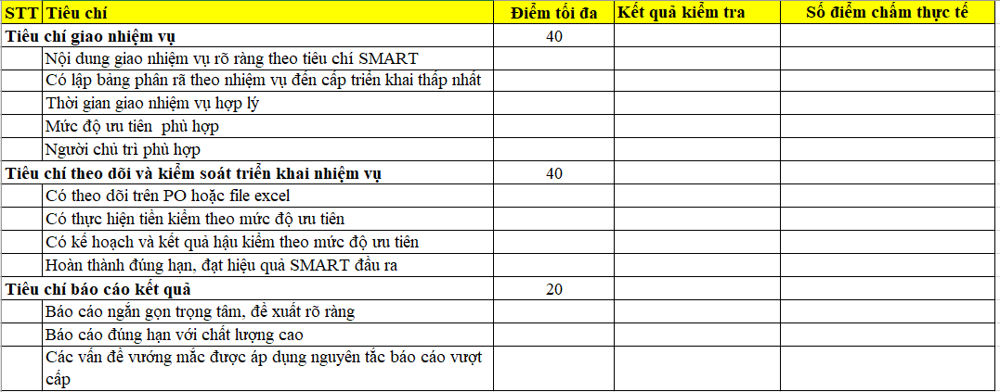 STT Tiêu chí Điểm tối đa Kết quả kiểm tra Số điểm chấm thực tế
Tiêu chí giao nhiệm vụ 40
Nội dung giao nhiệm vụ rõ ràng theo tiêu chí SMART
Có lập bảng phân rã theo nhiệm vụ đến cấp triển khai thấp nhất
Thời gian giao nhiệm vụ hợp lý
Mức độ ưu tiên phù hợp
Người chủ trì phù hợp
Tiêu chí theo dõi và kiểm soát triển khai nhiệm vụ 40
Có theo dõi trên PO hoặc file excel
Có thực hiện tiền kiểm theo mức độ ưu tiên
Có kế hoạch và kết quả hậu kiểm theo mức độ ưu tiên
Hoàn thành đúng hạn, đạt hiệu quả SMART đầu ra
Tiêu chí báo cáo kết quả 20
Báo cáo ngắn gọn trọng tâm, đề xuất rõ ràng
Báo cáo đúng hạn với chất lượng cao
Các vấn đề vướng mắc được áp dụng nguyên tắc báo cáo vượt
cấp